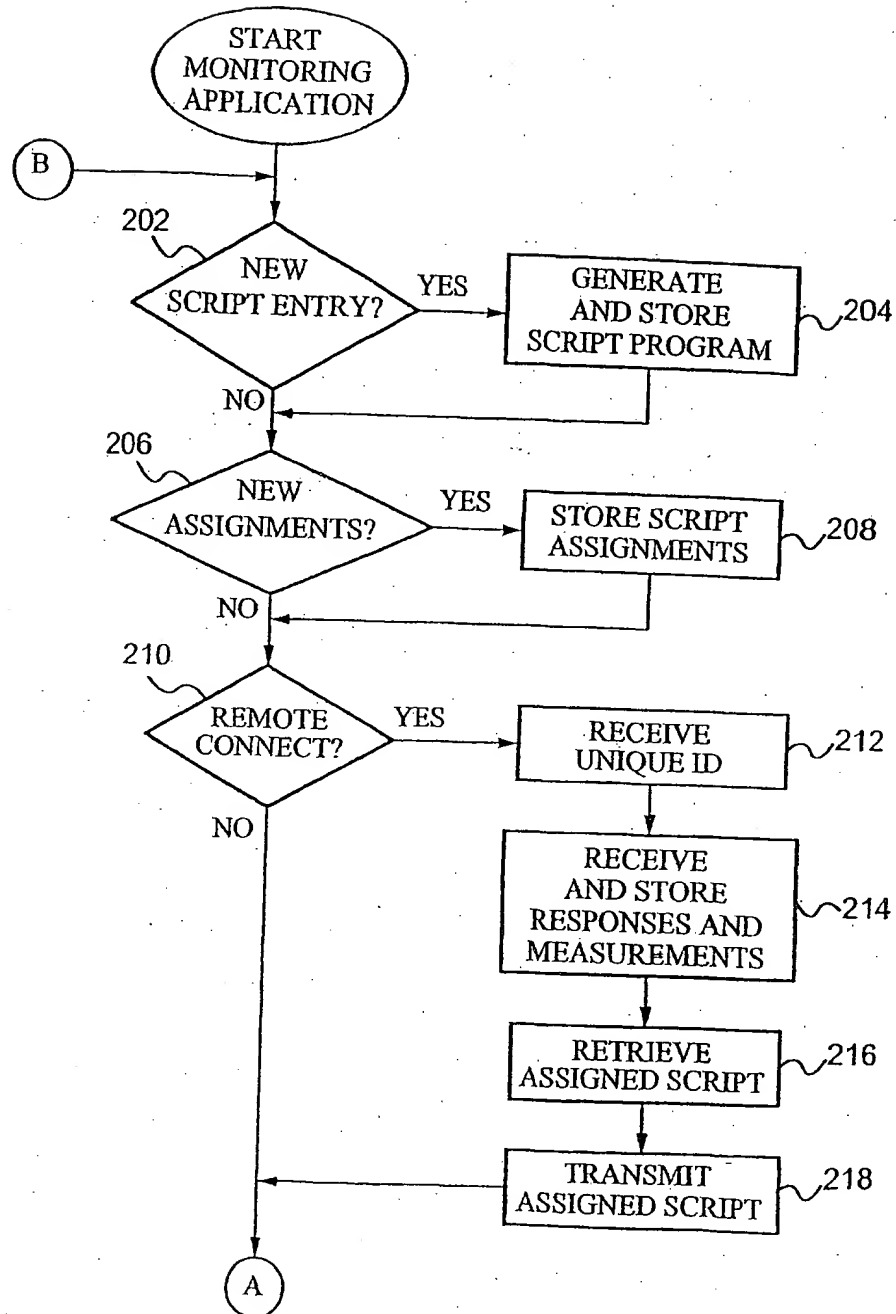 START
MONITORING
APPLICATION
B
202
NEW
SCRIPT ENTRY?
YES
GENERATE
AND STORE
SCRIPT PROGRAM
204
NO
206
NEW
ASSIGNMENTS?
YES
STORE SCRIPT
ASSIGNMENTS
208
NO
210
REMOTE
CONNECT?
YES
RECEIVE
UNIQUE ID
212
NO
RECEIVE
AND STORE
RESPONSES AND
MEASUREMENTS
214
RETRIEVE
ASSIGNED SCRIPT
216
TRANSMIT
ASSIGNED SCRIPT
218
A